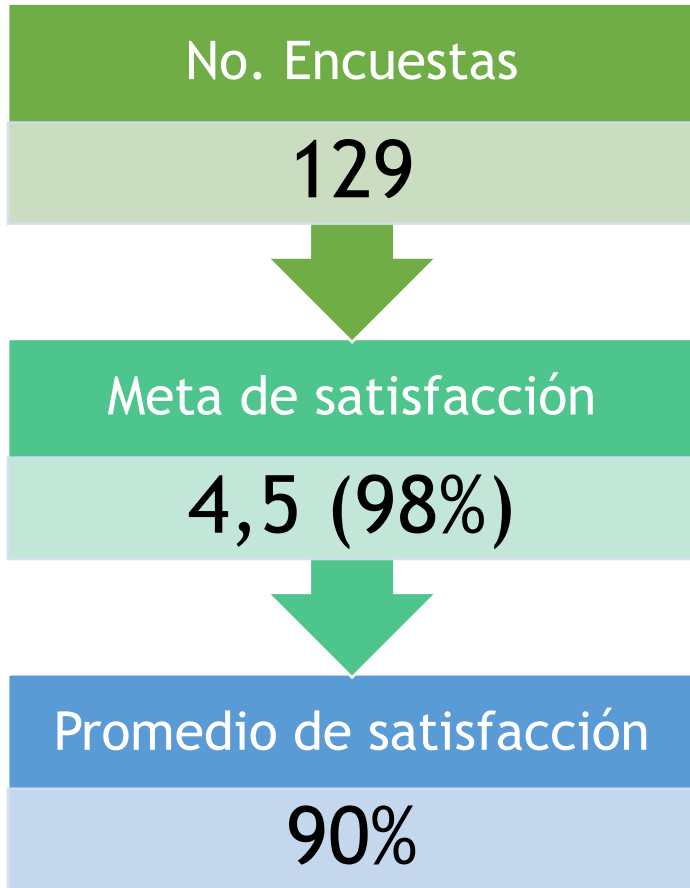 No. Encuestas
129
Meta de satisfacción
4,5 (98%)
Promedio de satisfacción
90%